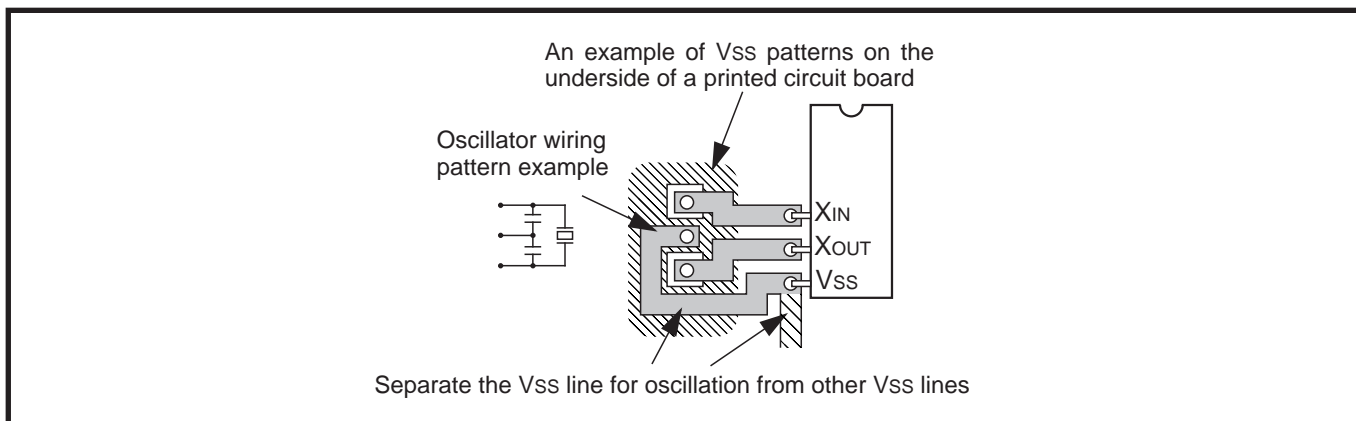 An example of VSS patterns on the
underside of a printed circuit board
Oscillator wiring
pattern example
XIN
XOUT
VSS
Separate the VSS line for oscillation from other VSS lines